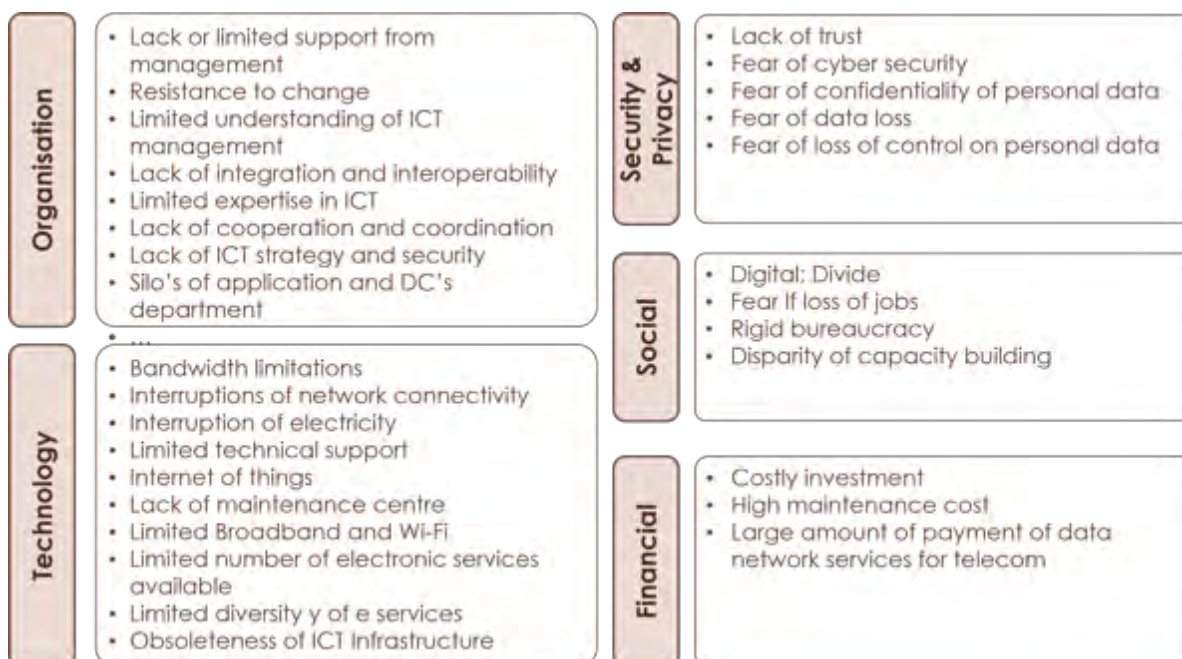 Organisation
• Lack or limited support from
management
• Resistance to change
• Limited understanding of ICT
management
• Lack of integration and interoperability
• Limited expertise in ICT
• Lack of cooperation and coordination
• Lack of ICT strategy and security
• Silo's of application and DC's
department
• ...
Technology
• Bandwidth limitations
• Interruptions of network connectivity
• Interruption of electricity
• Limited technical support
• Internet of things
• Lack of maintenance centre
• Limited Broadband and Wi-Fi
• Limited number of electronic services
available
• Limited diversity y of e services
• Obsoleteness of ICT Infrastructure
Security &
Privacy
• Lack of trust
• Fear of cyber security
• Fear of confidentiality of personal data
• Fear of data loss
• Fear of loss of control on personal data
Social
• Digital; Divide
• Fear If loss of jobs
• Rigid bureaucracy
• Disparity of capacity building
Financial
• Costly investment
• High maintenance cost
• Large amount of payment of data
network services for telecom